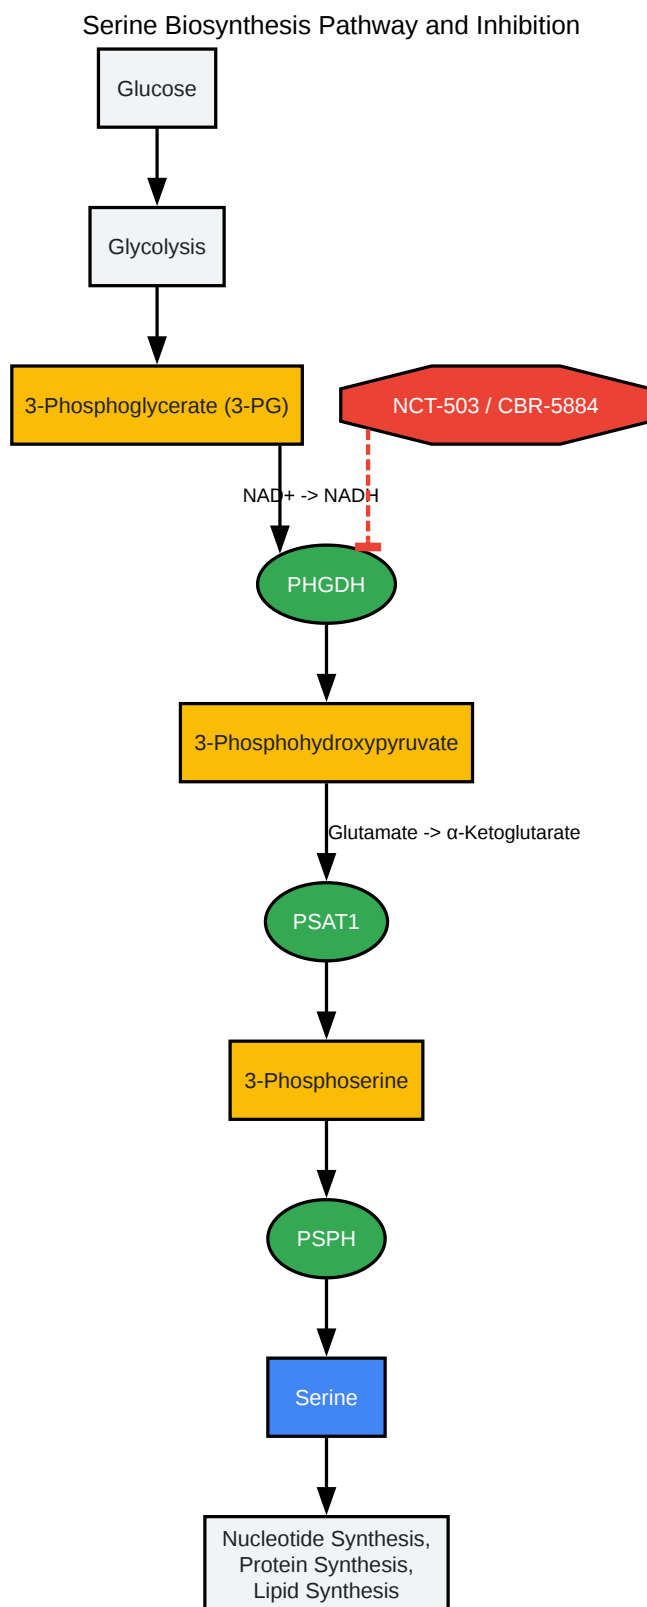 Serine Biosynthesis Pathway and Inhibition
Glucose
Glycolysis
3-Phosphoglycerate (3-PG)
NCT-503 / CBR-5884
NAD+ -> NADH
PHGDH
3-Phosphohydroxypyruvate
Glutamate -> α-Ketoglutarate
PSAT1
3-Phosphoserine
PSPH
Serine
Nucleotide Synthesis,
Protein Synthesis,
Lipid Synthesis